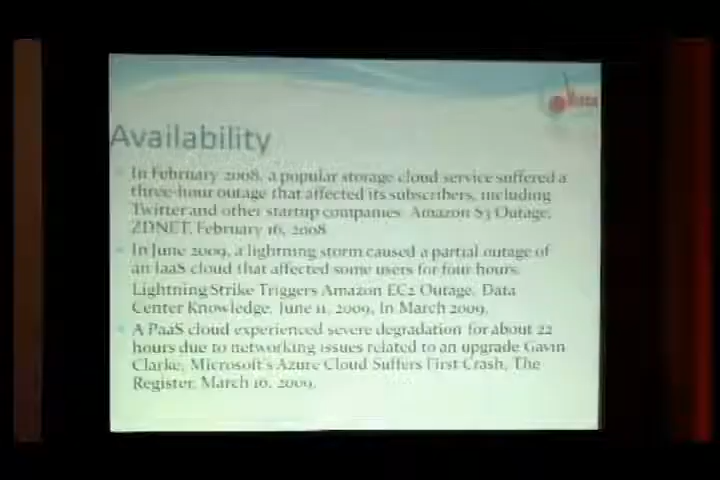 Availability
In February 2008, a popular storage cloud service suffered a
three-hour outage that affected its subscribers, including
Twitter and other startup companies. Amazon S3 Outage,
ZDNET, February 16, 2008
In June 2009, a lightning storm caused a partial outage of
an IaaS cloud that affected some users for four hours.
Lightning Strike Triggers Amazon EC2 Outage, Data
Center Knowledge, June 11, 2009, In March 2009,
A PaaS cloud experienced severe degradation for about 22
hours due to networking issues related to an upgrade Gavin
Clarke, Microsoft's Azure Cloud Suffers First Crash, The
Register, March 16, 2009,